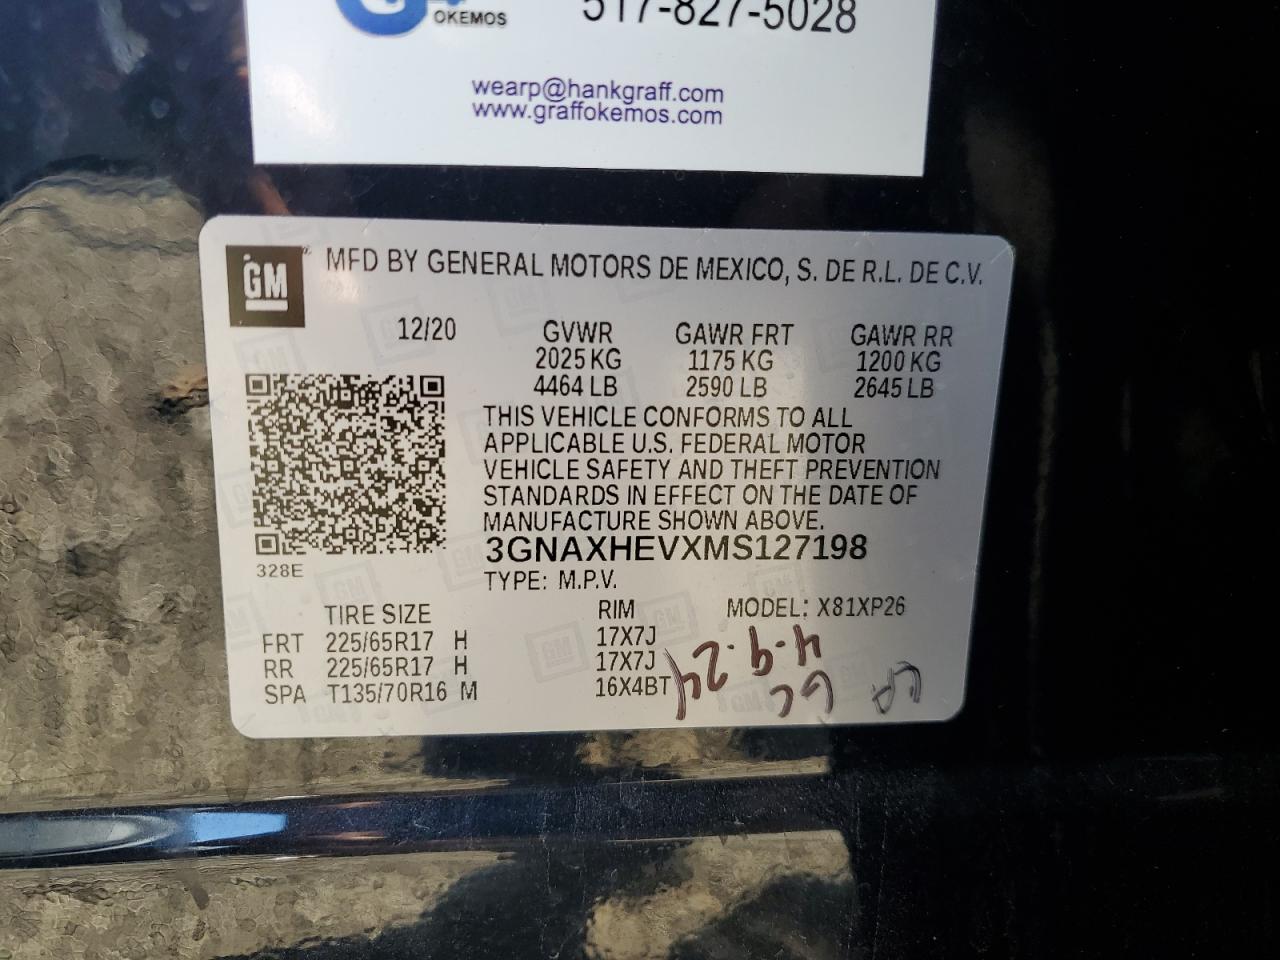 OKEMOS
517-827-5028
wearp@hankgraff.com
www.graffokemos.com
GM
MFD BY GENERAL MOTORS DE MEXICO, S. DE R.L. DE C.V.
12/20 GVWR GAWR FRT GAWR RR
2025 KG 1175 KG 1200 KG
4464 LB 2590 LB 2645 LB
THIS VEHICLE CONFORMS TO ALL
APPLICABLE U.S. FEDERAL MOTOR
VEHICLE SAFETY AND THEFT PREVENTION
STANDARDS IN EFFECT ON THE DATE OF
MANUFACTURE SHOWN ABOVE.
3GNAXHEVXMS127198
328E
TYPE: M.P.V.
TIRE SIZE RIM MODEL: X81XP26
FRT 225/65R17 H 17X7J
RR 225/65R17 H 17X7J
SPA T135/70R16 M 16X4BT